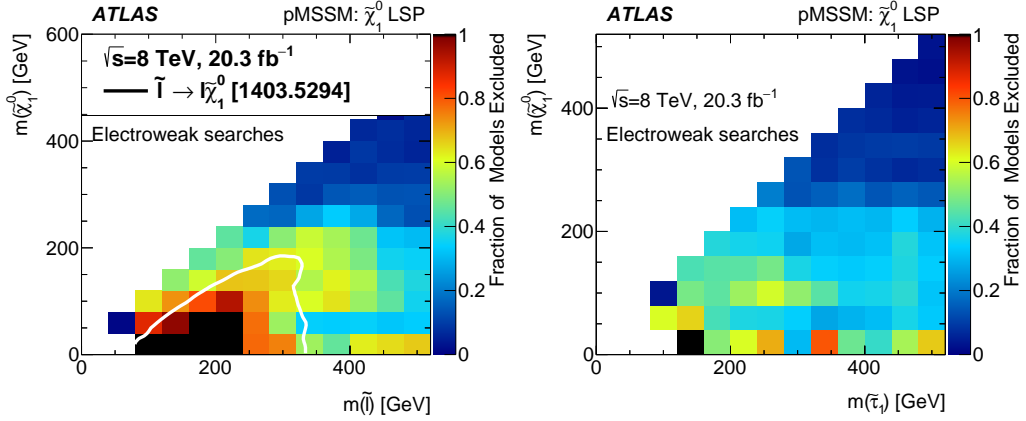 ATLAS pMSSM: χ̃₁⁰ LSP
m(χ̃₁⁰) [GeV]
600
400
200
0
√s=8 TeV, 20.3 fb⁻¹
l̃ → lχ̃₁⁰ [1403.5294]
Electroweak searches
0 200 400
m(l̃) [GeV]
1
0.8
0.6
0.4
0.2
0
Fraction of Models Excluded
ATLAS pMSSM: χ̃₁⁰ LSP
m(χ̃₁⁰) [GeV]
400
200
0
√s=8 TeV, 20.3 fb⁻¹
Electroweak searches
0 200 400
m(τ̃₁) [GeV]
1
0.8
0.6
0.4
0.2
0
Fraction of Models Excluded